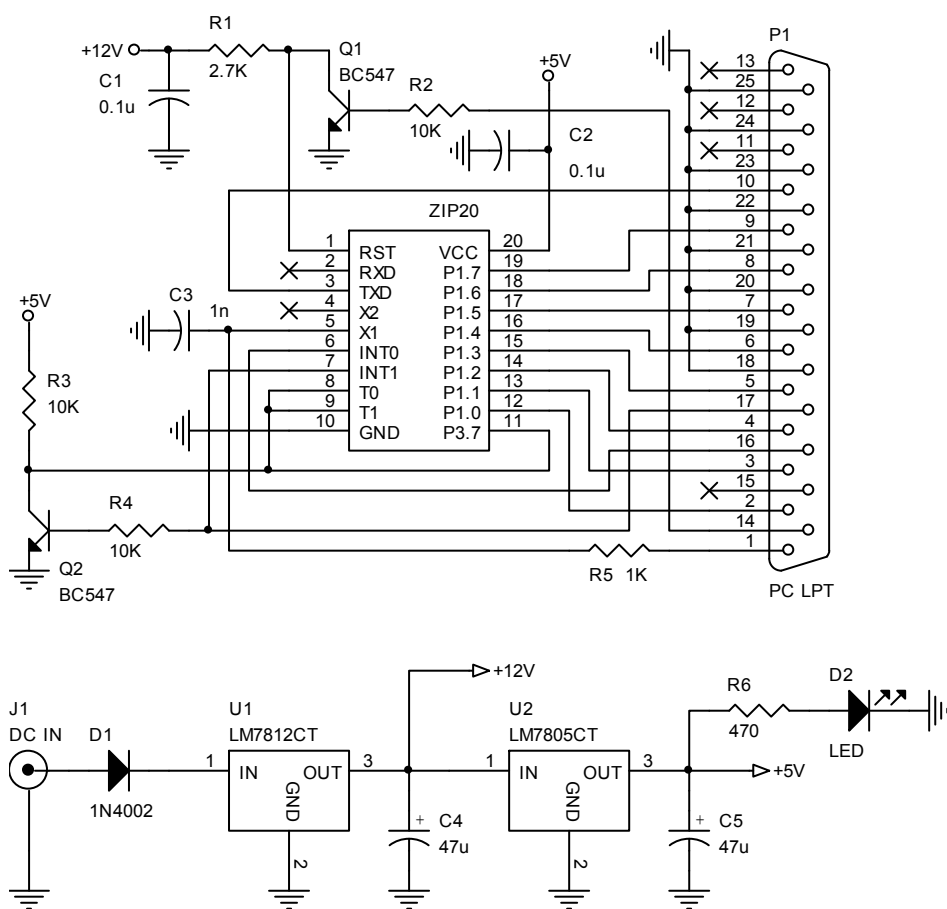 R1
+12V
2.7K
C1
0.1u
Q1
BC547
R2
10K
+5V
C2
0.1u
P1
13
25
12
24
11
23
10
22
9
21
8
20
7
19
6
18
5
17
4
16
3
15
2
14
1
PC LPT
ZIP20
1 RST VCC 20
2 RXD P1.7 19
3 TXD P1.6 18
4 X2 P1.5 17
5 X1 P1.4 16
6 INT0 P1.3 15
7 INT1 P1.2 14
8 T0 P1.1 13
9 T1 P1.0 12
10 GND P3.7 11
C3
1n
+5V
R3
10K
R4
10K
Q2
BC547
R5 1K
J1
DC IN
D1
1N4002
U1
LM7812CT
1 IN OUT 3
GND
2
+12V
C4
+
47u
U2
LM7805CT
1 IN OUT 3
GND
2
R6
470
D2
LED
+5V
C5
+
47u